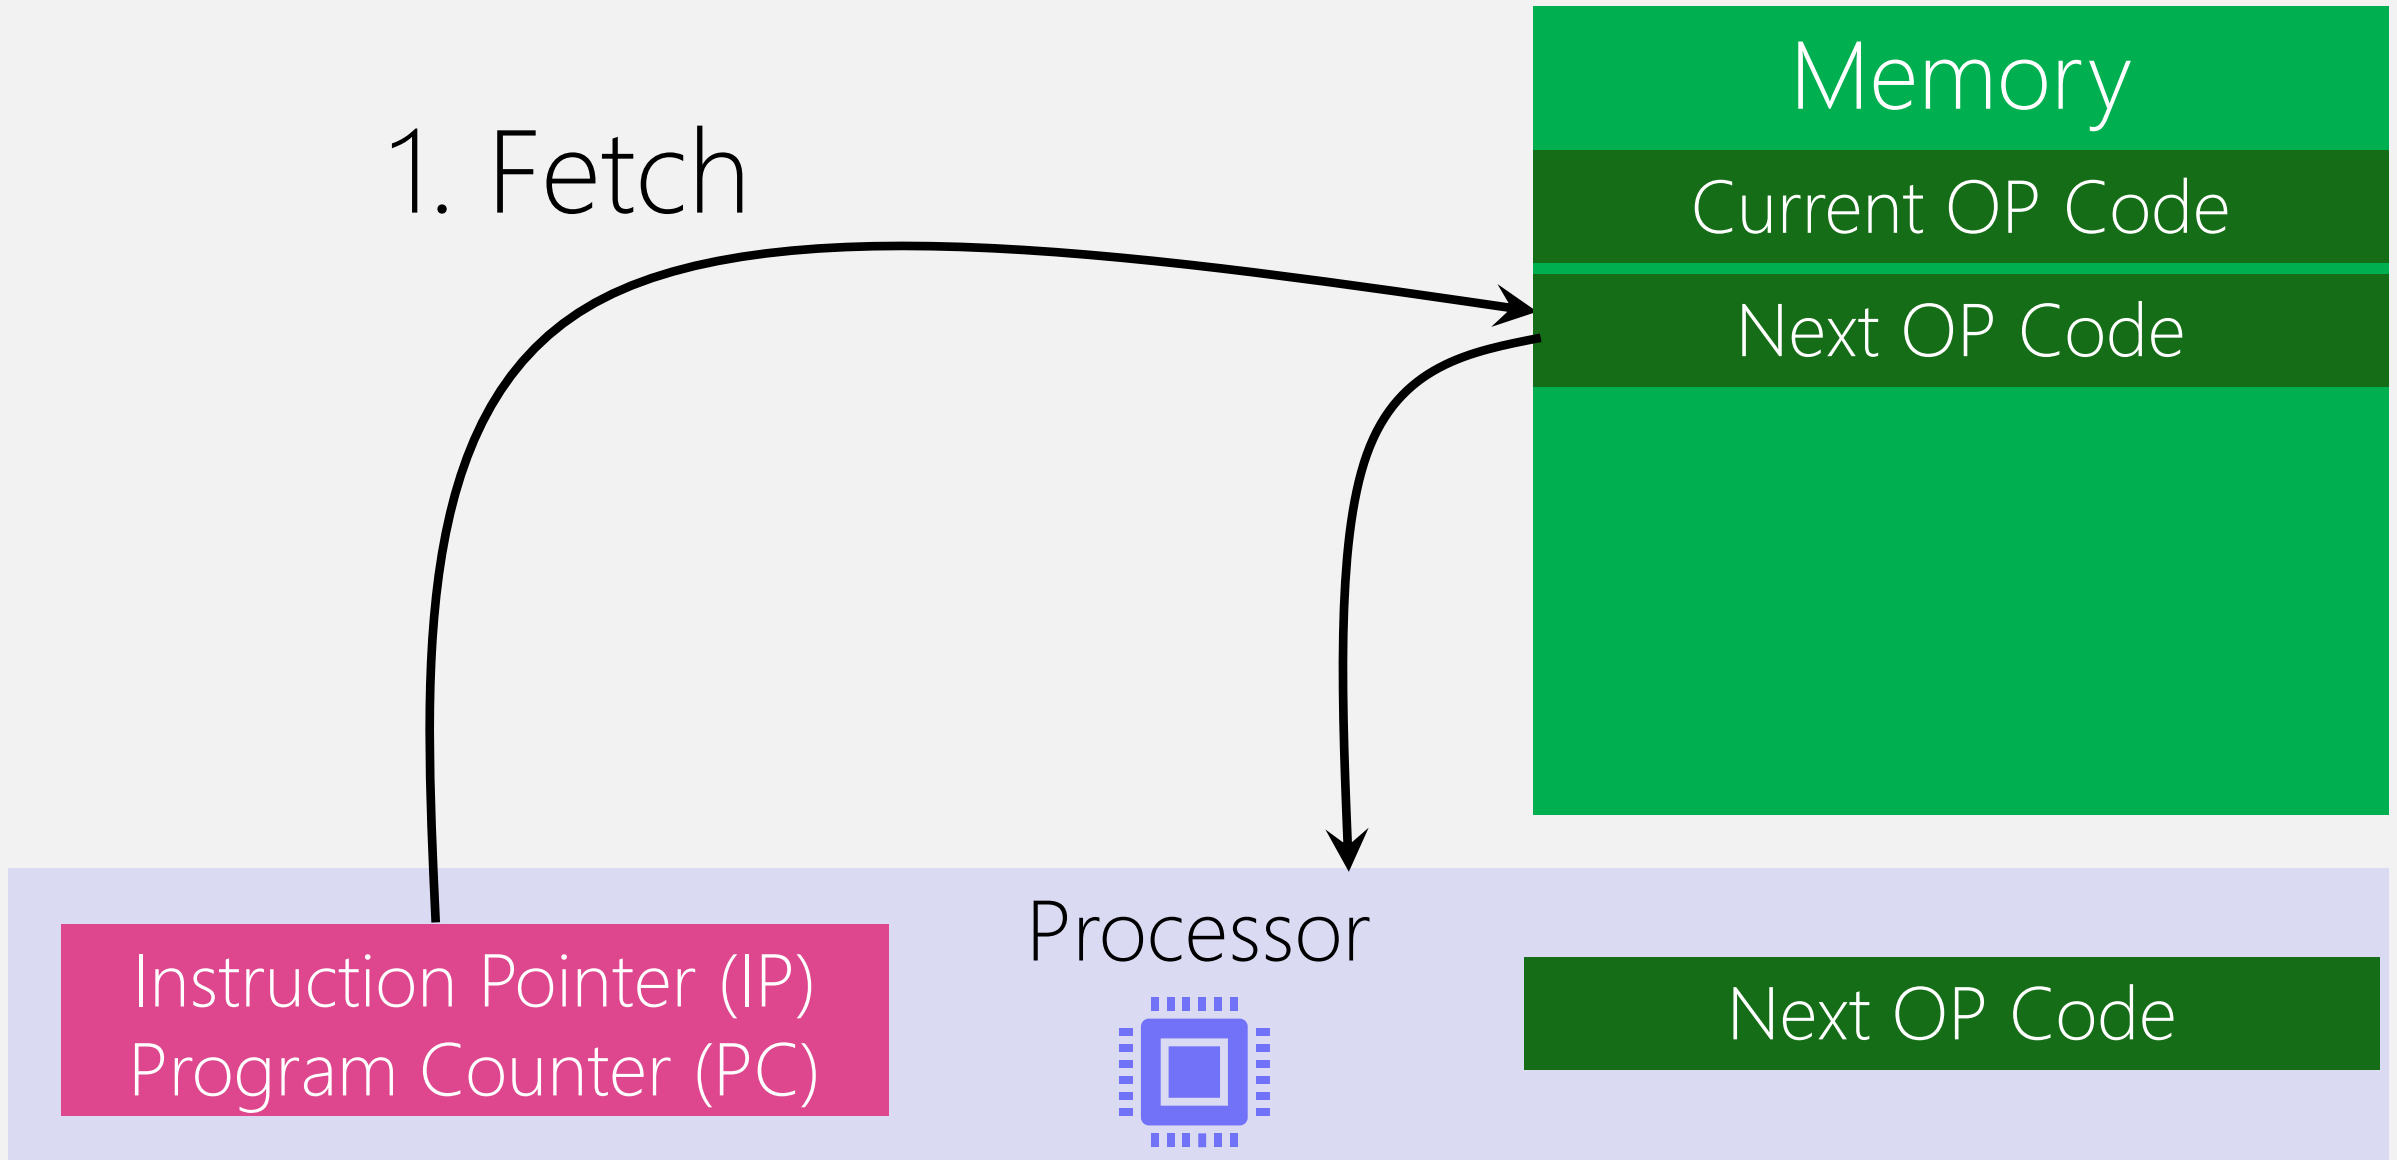 1. Fetch
Memory
Current OP Code
Next OP Code
Processor
Instruction Pointer (IP)
Program Counter (PC)
Next OP Code